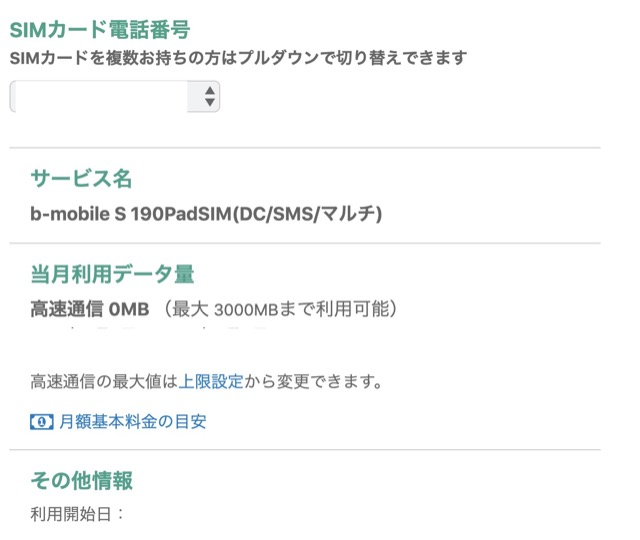 SIMカード電話番号
SIMカードを複数お持ちの方はプルダウンで切り替えできます
サービス名
b-mobile S 190PadSIM(DC/SMS/マルチ)
当月利用データ量
高速通信 0MB （最大 3000MBまで利用可能）
高速通信の最大値は上限設定から変更できます。
月額基本料金の目安
その他情報
利用開始日：